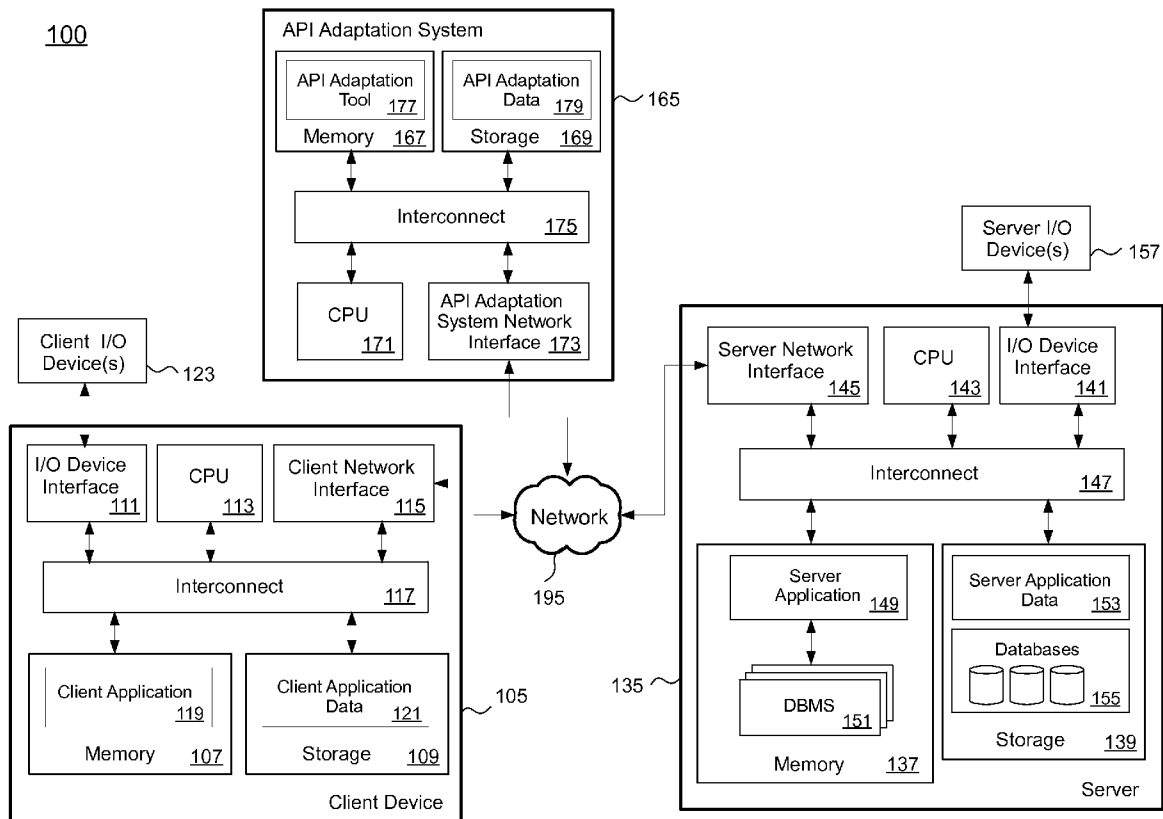 100
API Adaptation System
API Adaptation
Tool 177
Memory 167
API Adaptation
Data 179
Storage 169
165
Interconnect
175
CPU
171
API Adaptation
System Network
Interface 173
Client I/O
Device(s)
123
I/O Device
Interface
111
CPU
113
Client Network
Interface
115
Interconnect
117
Client Application
119
Memory 107
Client Application
Data 121
Storage 109
105
Client Device
Network
195
Server I/O
Device(s)
157
Server Network
Interface
145
CPU
143
I/O Device
Interface
141
Interconnect
147
Server
Application 149
DBMS
151
Memory 137
135
Server Application
Data 153
Databases
155
Storage 139
Server